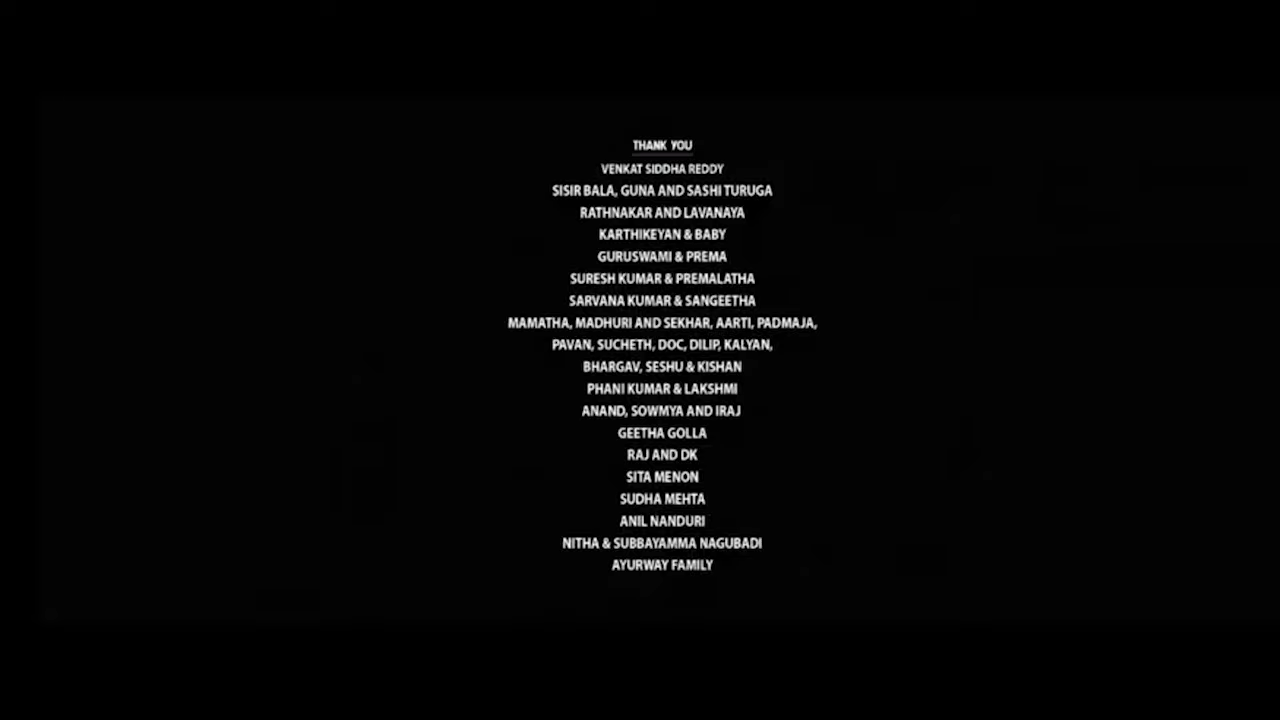 THANK YOU
VENKAT SIDDHA REDDY
SISIR BALA, GUNA AND SASHI TURUGA
RATHNAKAR AND LAVANAYA
KARTHIKEYAN & BABY
GURUSWAMI & PREMA
SURESH KUMAR & PREMALATHA
SARVANA KUMAR & SANGEETHA
MAMATHA, MADHURI AND SEKHAR, AARTI, PADMAJA,
PAVAN, SUCHETH, DOC, DILIP, KALYAN,
BHARGAV, SESHU & KISHAN
PHANI KUMAR & LAKSHMI
ANAND, SOWMYA AND IRAJ
GEETHA GOLLA
RAJ AND DK
SITA MENON
SUDHA MEHTA
ANIL NANDURI
NITHA & SUBBAYAMMA NAGUBADI
AYURWAY FAMILY